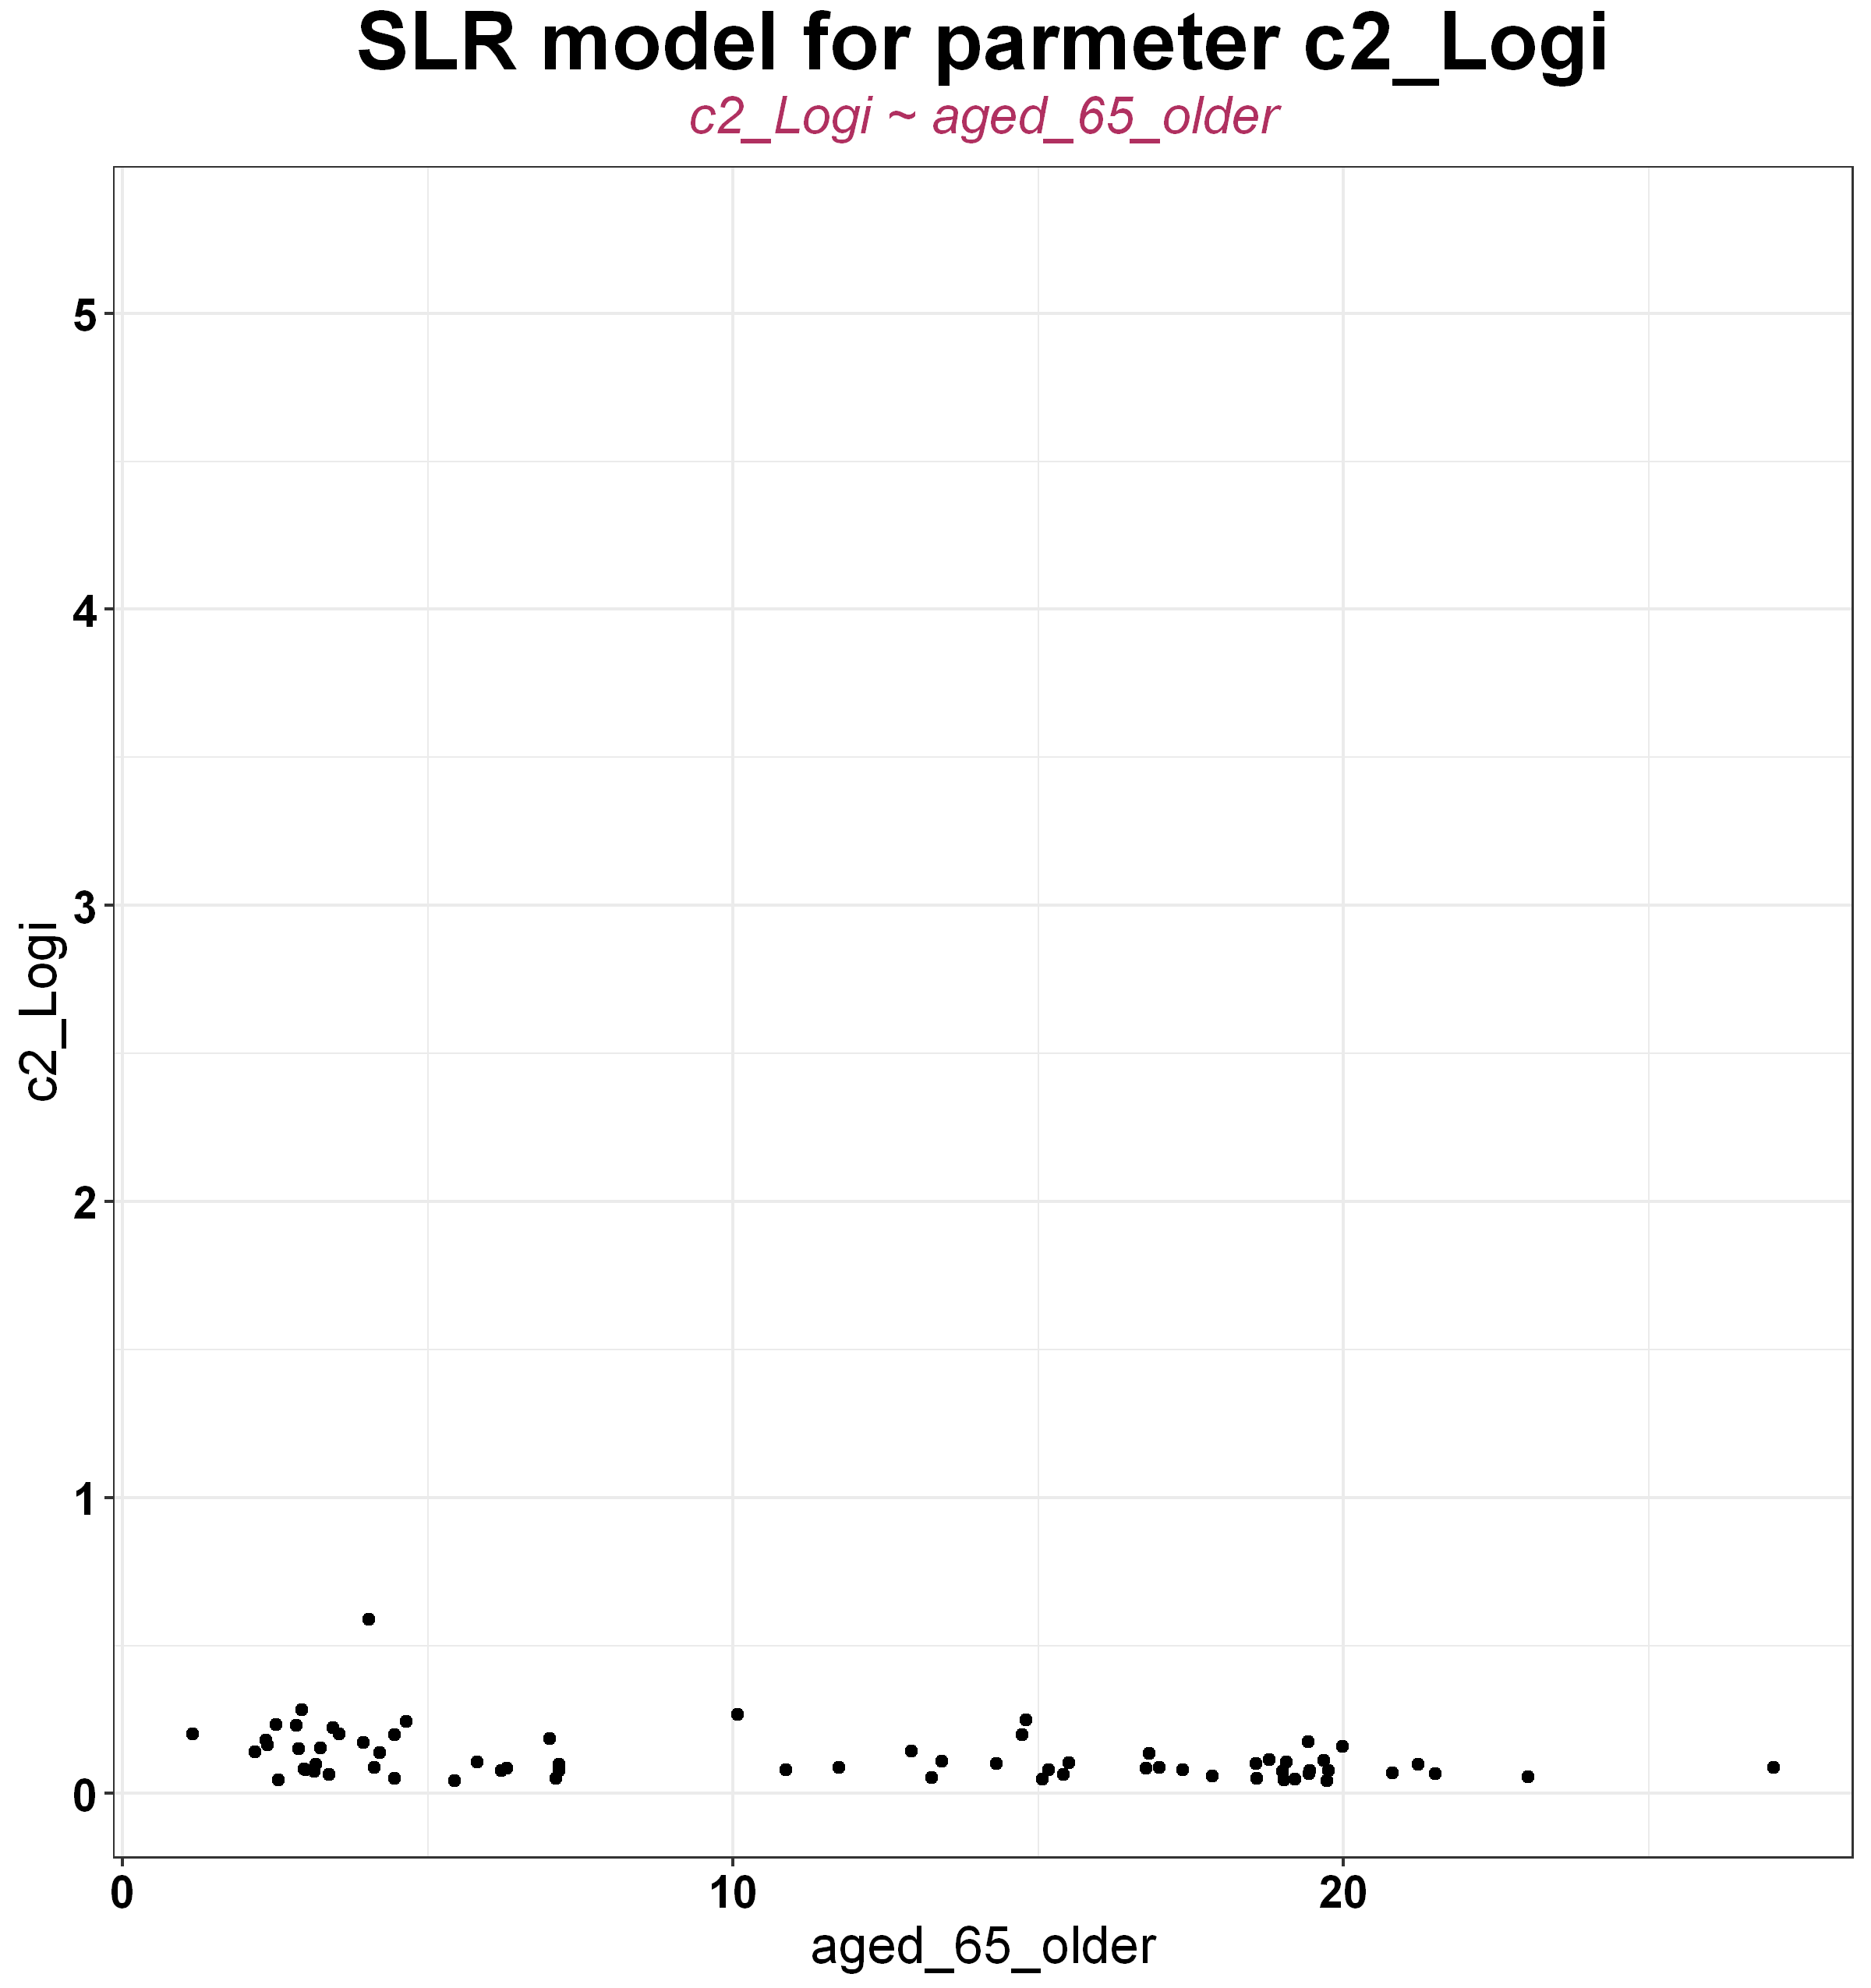 SLR model for parmeter c2_Logi
c2_Logi ~ aged_65_older
5
4
3
2
1
0
c2_Logi
0 10 20
aged_65_older